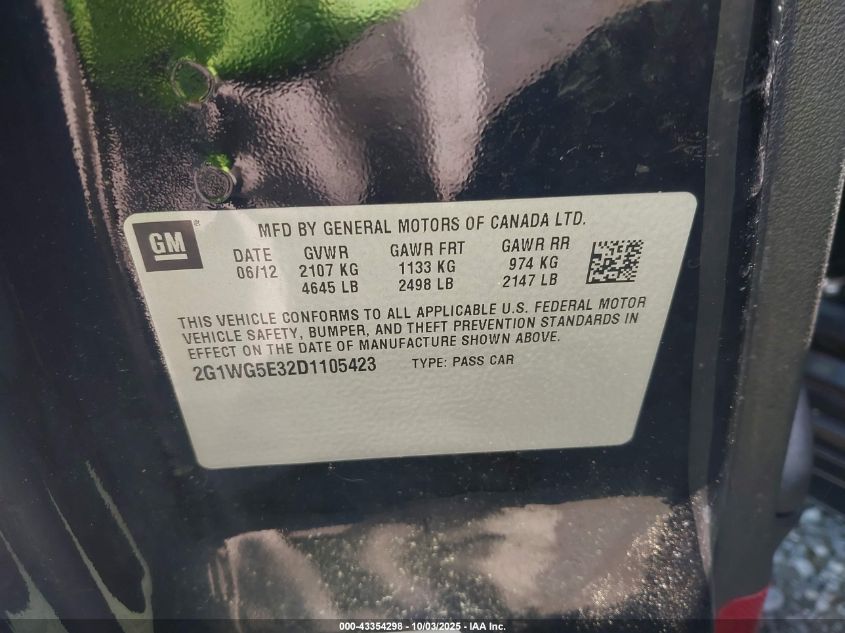 GM ®
MFD BY GENERAL MOTORS OF CANADA LTD.
DATE GVWR GAWR FRT GAWR RR
06/12 2107 KG 1133 KG 974 KG
4645 LB 2498 LB 2147 LB
THIS VEHICLE CONFORMS TO ALL APPLICABLE U.S. FEDERAL MOTOR
VEHICLE SAFETY, BUMPER, AND THEFT PREVENTION STANDARDS IN
EFFECT ON THE DATE OF MANUFACTURE SHOWN ABOVE.
2G1WG5E32D1105423 TYPE: PASS CAR
000-43354298 - 10/03/2025 - IAA Inc.